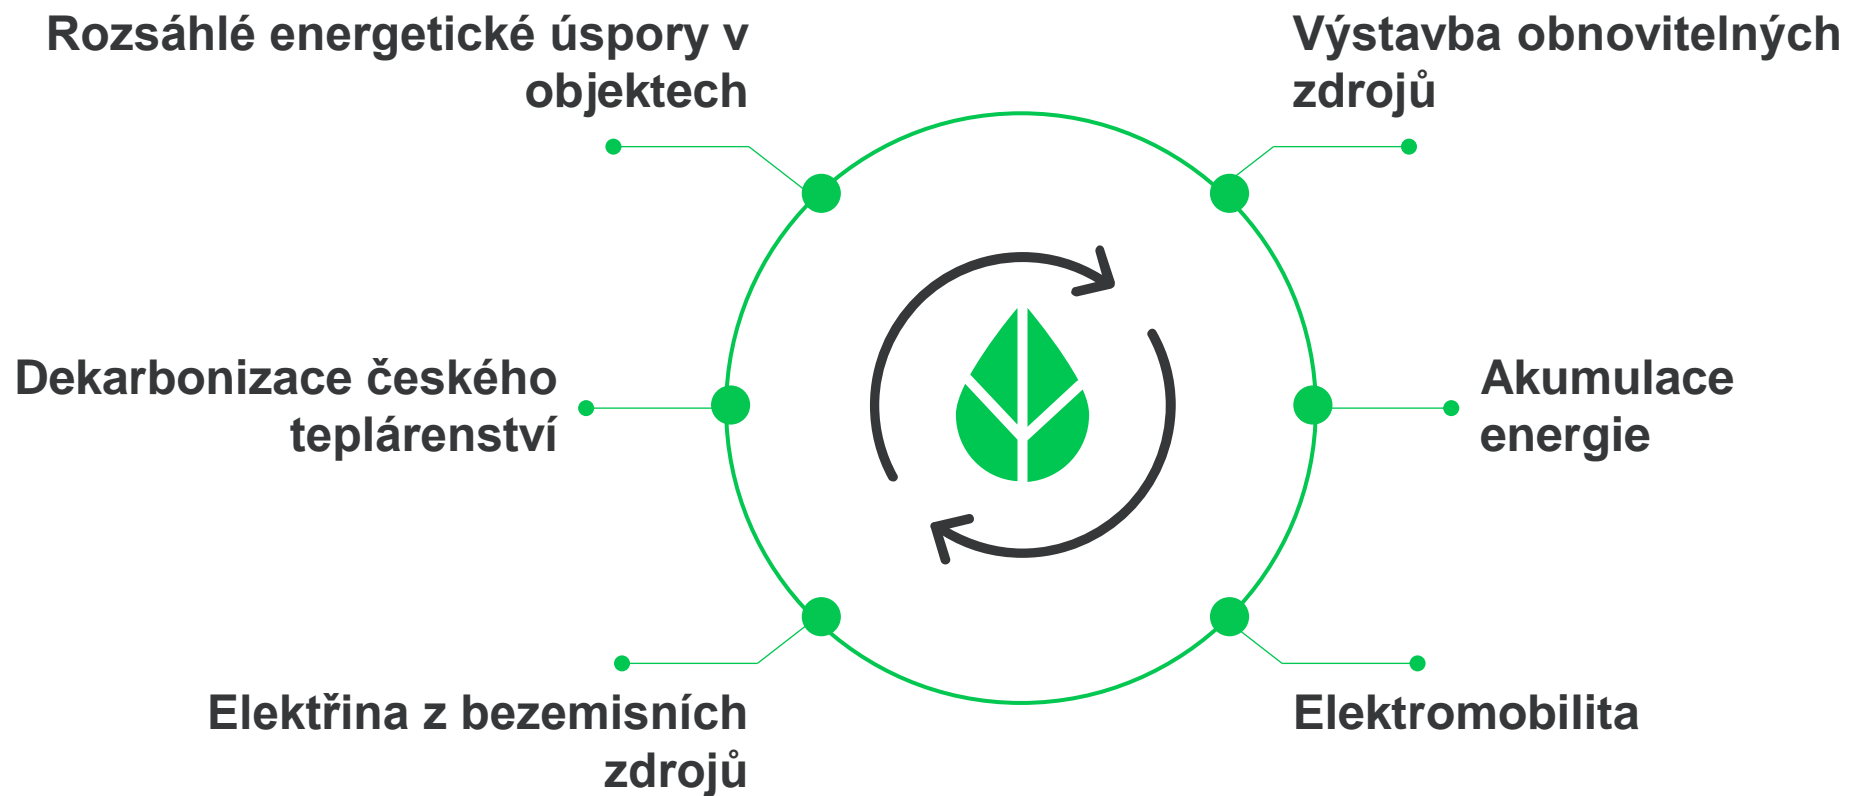 Rozsáhlé energetické úspory v
objektech
Výstavba obnovitelných
zdrojů
Dekarbonizace českého
teplárenství
Akumulace
energie
Elektřina z bezemisních
zdrojů
Elektromobilita